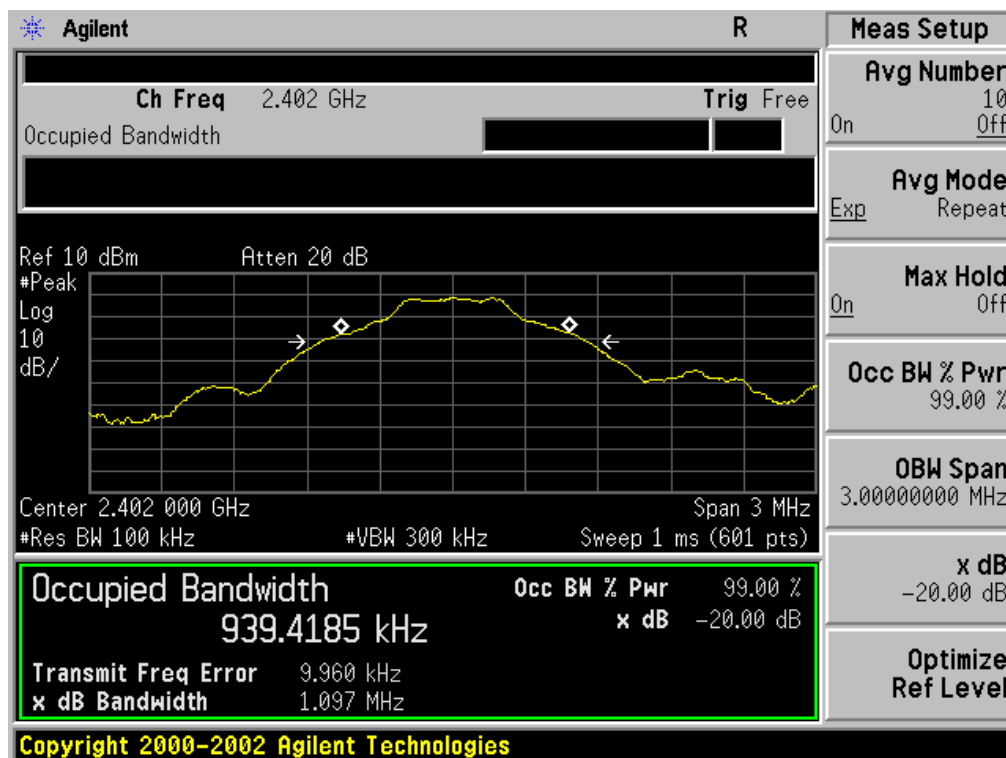 Agilent R Meas Setup
Ch Freq 2.402 GHz Trig Free
Occupied Bandwidth
Avg Number
10
On Off
Avg Mode
Exp Repeat
Max Hold
On Off
Occ BW % Pwr
99.00 %
OBW Span
3.00000000 MHz
x dB
-20.00 dB
Optimize
Ref Level
Ref 10 dBm Atten 20 dB
#Peak
Log
10
dB/
Center 2.402 000 GHz Span 3 MHz
#Res BW 100 kHz #VBW 300 kHz Sweep 1 ms (601 pts)
Occupied Bandwidth Occ BW % Pwr 99.00 %
939.4185 kHz x dB -20.00 dB
Transmit Freq Error 9.960 kHz
x dB Bandwidth 1.097 MHz
Copyright 2000-2002 Agilent Technologies